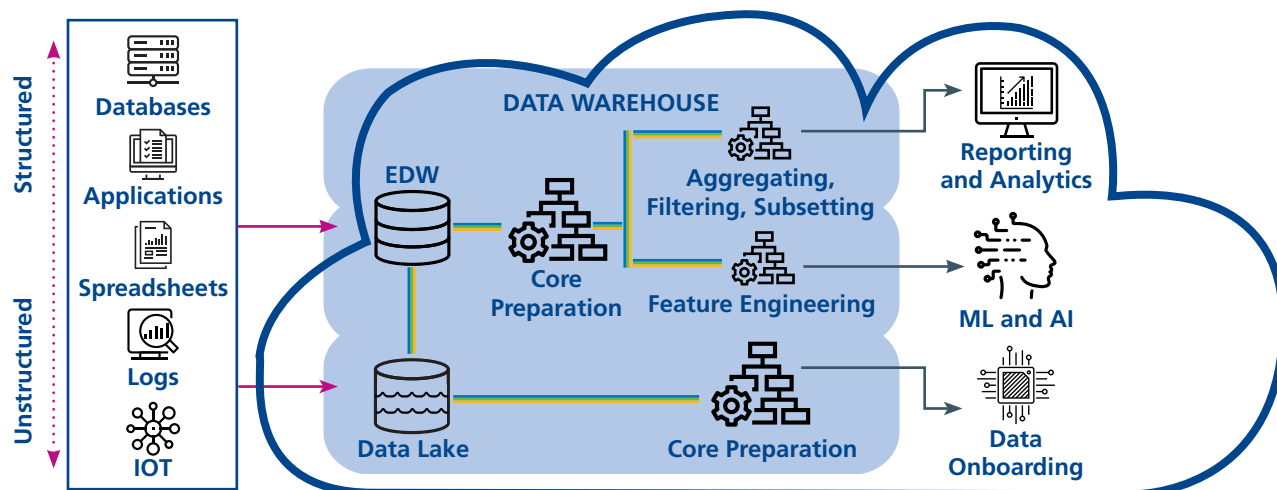 Structured
Unstructured
Databases
Applications
Spreadsheets
Logs
IOT
DATA WAREHOUSE
EDW
Core
Preparation
Aggregating,
Filtering, Subsetting
Feature Engineering
Data Lake
Core Preparation
Reporting
and Analytics
ML and AI
Data
Onboarding